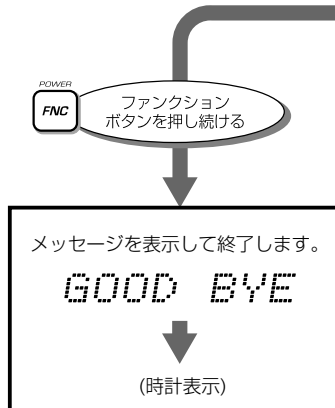 POWER
FNC
ファンクション
ボタンを押し続ける
メッセージを表示して終了します。
GOOD BYE
(時計表示)